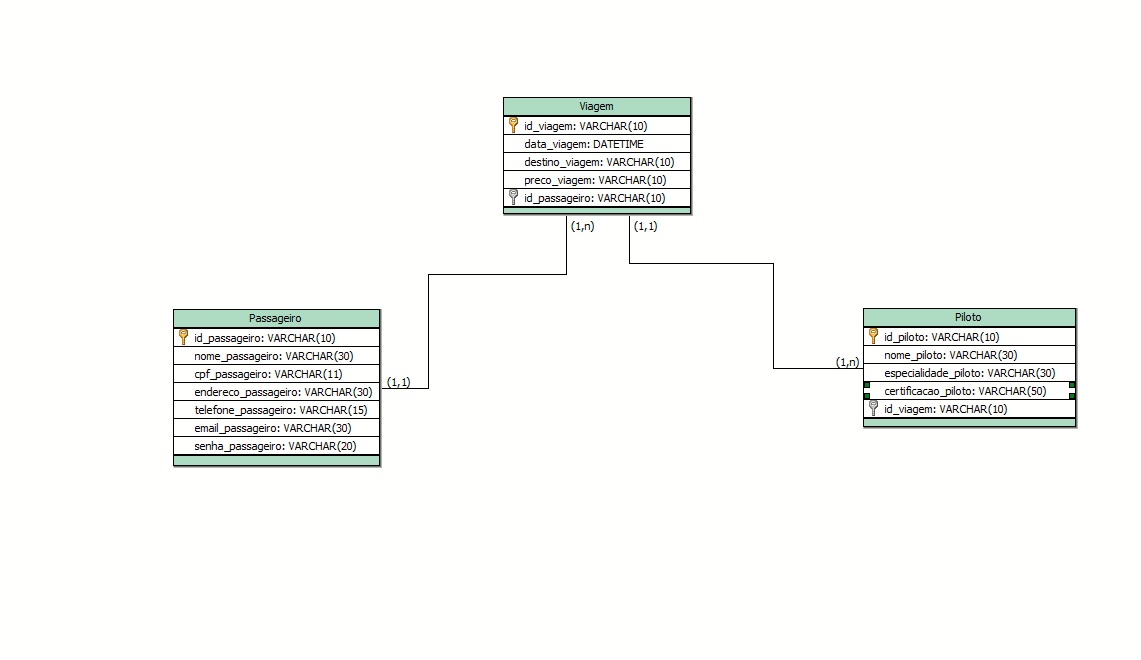 Viagem
id_viagem: VARCHAR(10)
data_viagem: DATETIME
destino_viagem: VARCHAR(10)
preco_viagem: VARCHAR(10)
id_passageiro: VARCHAR(10)
(1,n)
(1,1)
Passageiro
id_passageiro: VARCHAR(10)
nome_passageiro: VARCHAR(30)
cpf_passageiro: VARCHAR(11)
endereco_passageiro: VARCHAR(30)
telefone_passageiro: VARCHAR(15)
email_passageiro: VARCHAR(30)
senha_passageiro: VARCHAR(20)
(1,1)
(1,n)
Piloto
id_piloto: VARCHAR(10)
nome_piloto: VARCHAR(30)
especialidade_piloto: VARCHAR(30)
certificacao_piloto: VARCHAR(50)
id_viagem: VARCHAR(10)